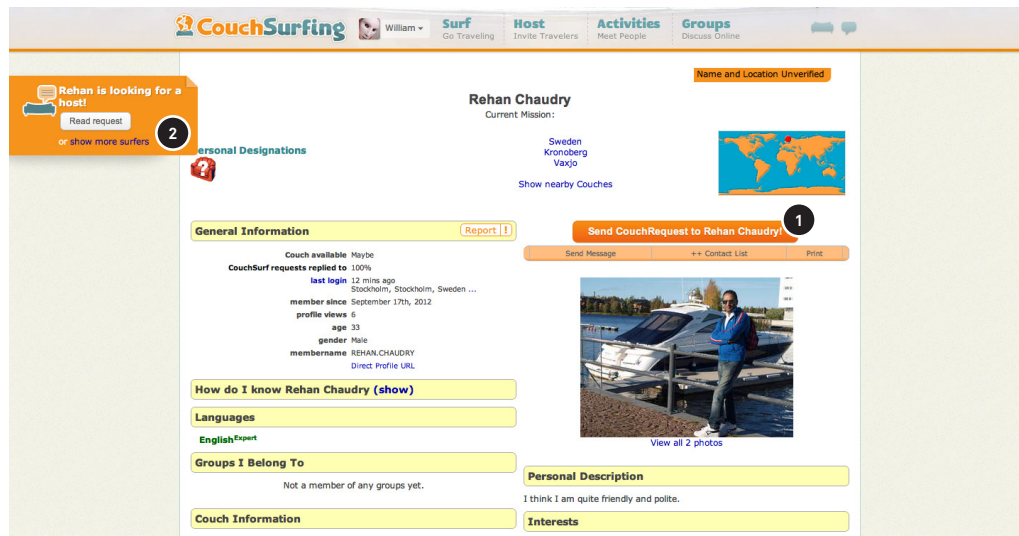 CouchSurfing
William
Surf
Go Traveling
Host
Invite Travelers
Activities
Meet People
Groups
Discuss Online
Name and Location Unverified
Rehan is looking for a
host!
Read request
or show more surfers
2
Rehan Chaudry
Current Mission:
Personal Designations
?
Sweden
Kronoberg
Vaxjo
Show nearby Couches
General Information
Report !
Couch available Maybe
CouchSurf requests replied to 100%
last login 12 mins ago
Stockholm, Stockholm, Sweden ...
member since September 17th, 2012
profile views 6
age 33
gender Male
membername REHAN.CHAUDRY
Direct Profile URL
How do I know Rehan Chaudry (show)
Languages
English Expert
Groups I Belong To
Not a member of any groups yet.
Couch Information
1
Send CouchRequest to Rehan Chaudry!
Send Message
++ Contact List
Print
View all 2 photos
Personal Description
I think I am quite friendly and polite.
Interests